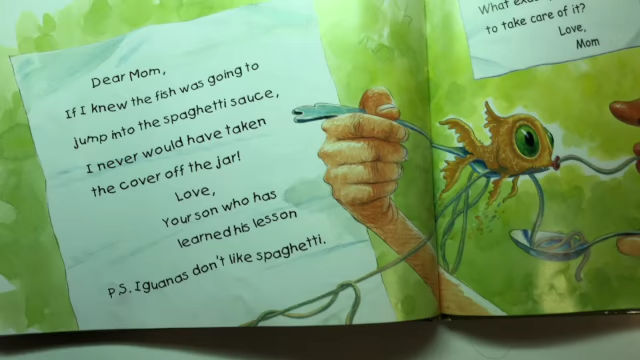 Dear Mom,
If I knew the fish was going to
jump into the spaghetti sauce,
I never would have taken
the cover off the jar!
Love,
Your son who has
learned his lesson
P.S. Iguanas don't like spaghetti.
What
to take care of it?
Love,
Mom